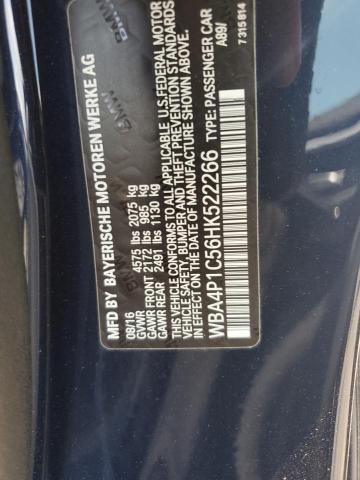 MFD BY BAYERISCHE MOTOREN WERKE AG
08/16
GVWR 4575 lbs 2075 kg
GAWR FRONT 2172 lbs 985 kg
GAWR REAR 2491 lbs 1130 kg
THIS VEHICLE CONFORMS TO ALL APPLICABLE U.S. FEDERAL MOTOR
VEHICLE SAFETY, BUMPER AND THEFT PREVENTION STANDARDS
IN EFFECT ON THE DATE OF MANUFACTURE SHOWN ABOVE.
WBA4P1C56HK522266 TYPE: PASSENGER CAR
A89/
7 315 814
BMW
BMW
BMW